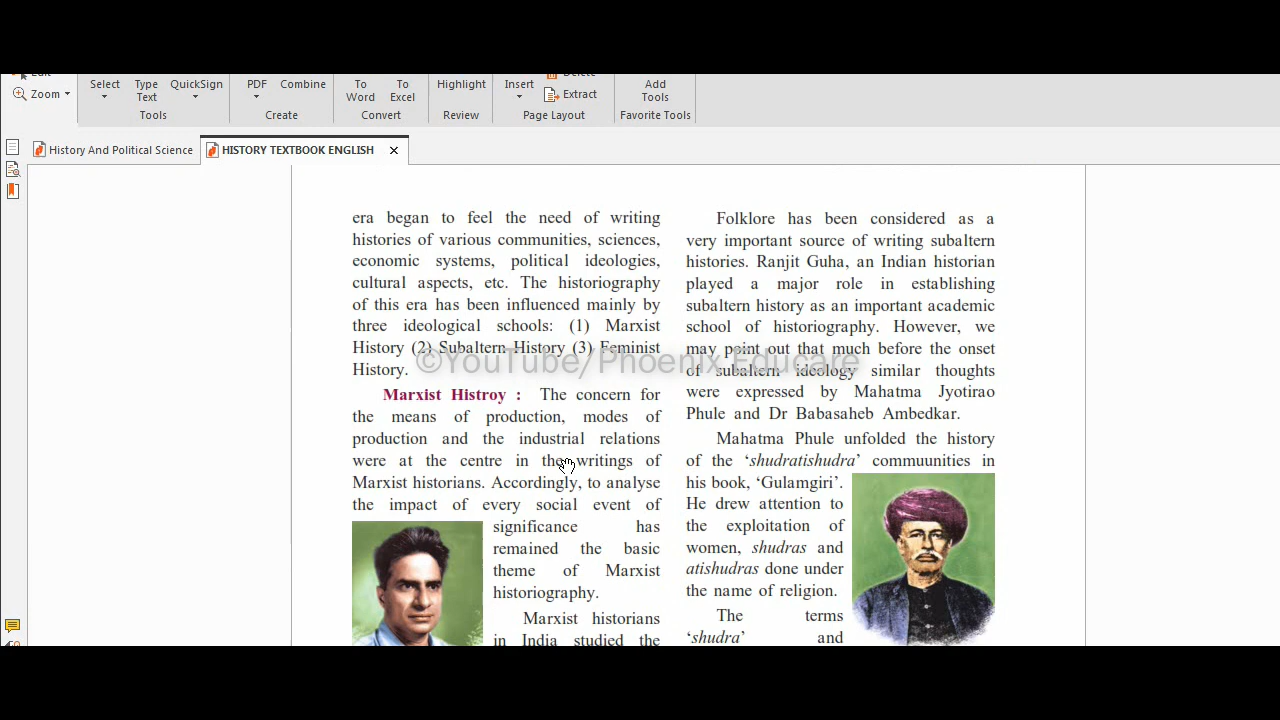 Edit
Zoom
Select
Type
Text
QuickSign
Tools
PDF
Combine
Create
To
Word
To
Excel
Convert
Highlight
Review
Insert
Delete
Extract
Page Layout
Add
Tools
Favorite Tools
History And Political Science
HISTORY TEXTBOOK ENGLISH
era began to feel the need of writing
histories of various communities, sciences,
economic systems, political ideologies,
cultural aspects, etc. The historiography
of this era has been influenced mainly by
three ideological schools: (1) Marxist
History (2) Subaltern History (3) Feminist
History.
Marxist Histroy : The concern for
the means of production, modes of
production and the industrial relations
were at the centre in the writings of
Marxist historians. Accordingly, to analyse
the impact of every social event of
significance has
remained the basic
theme of Marxist
historiography.
Marxist historians
in India studied the
Folklore has been considered as a
very important source of writing subaltern
histories. Ranjit Guha, an Indian historian
played a major role in establishing
subaltern history as an important academic
school of historiography. However, we
may point out that much before the onset
of subaltern ideology similar thoughts
were expressed by Mahatma Jyotirao
Phule and Dr Babasaheb Ambedkar.
Mahatma Phule unfolded the history
of the ‘shudratishudra’ commuunities in
his book, ‘Gulamgiri’.
He drew attention to
the exploitation of
women, shudras and
atishudras done under
the name of religion.
The terms
‘shudra’ and
©YouTube/Phoenix Educare